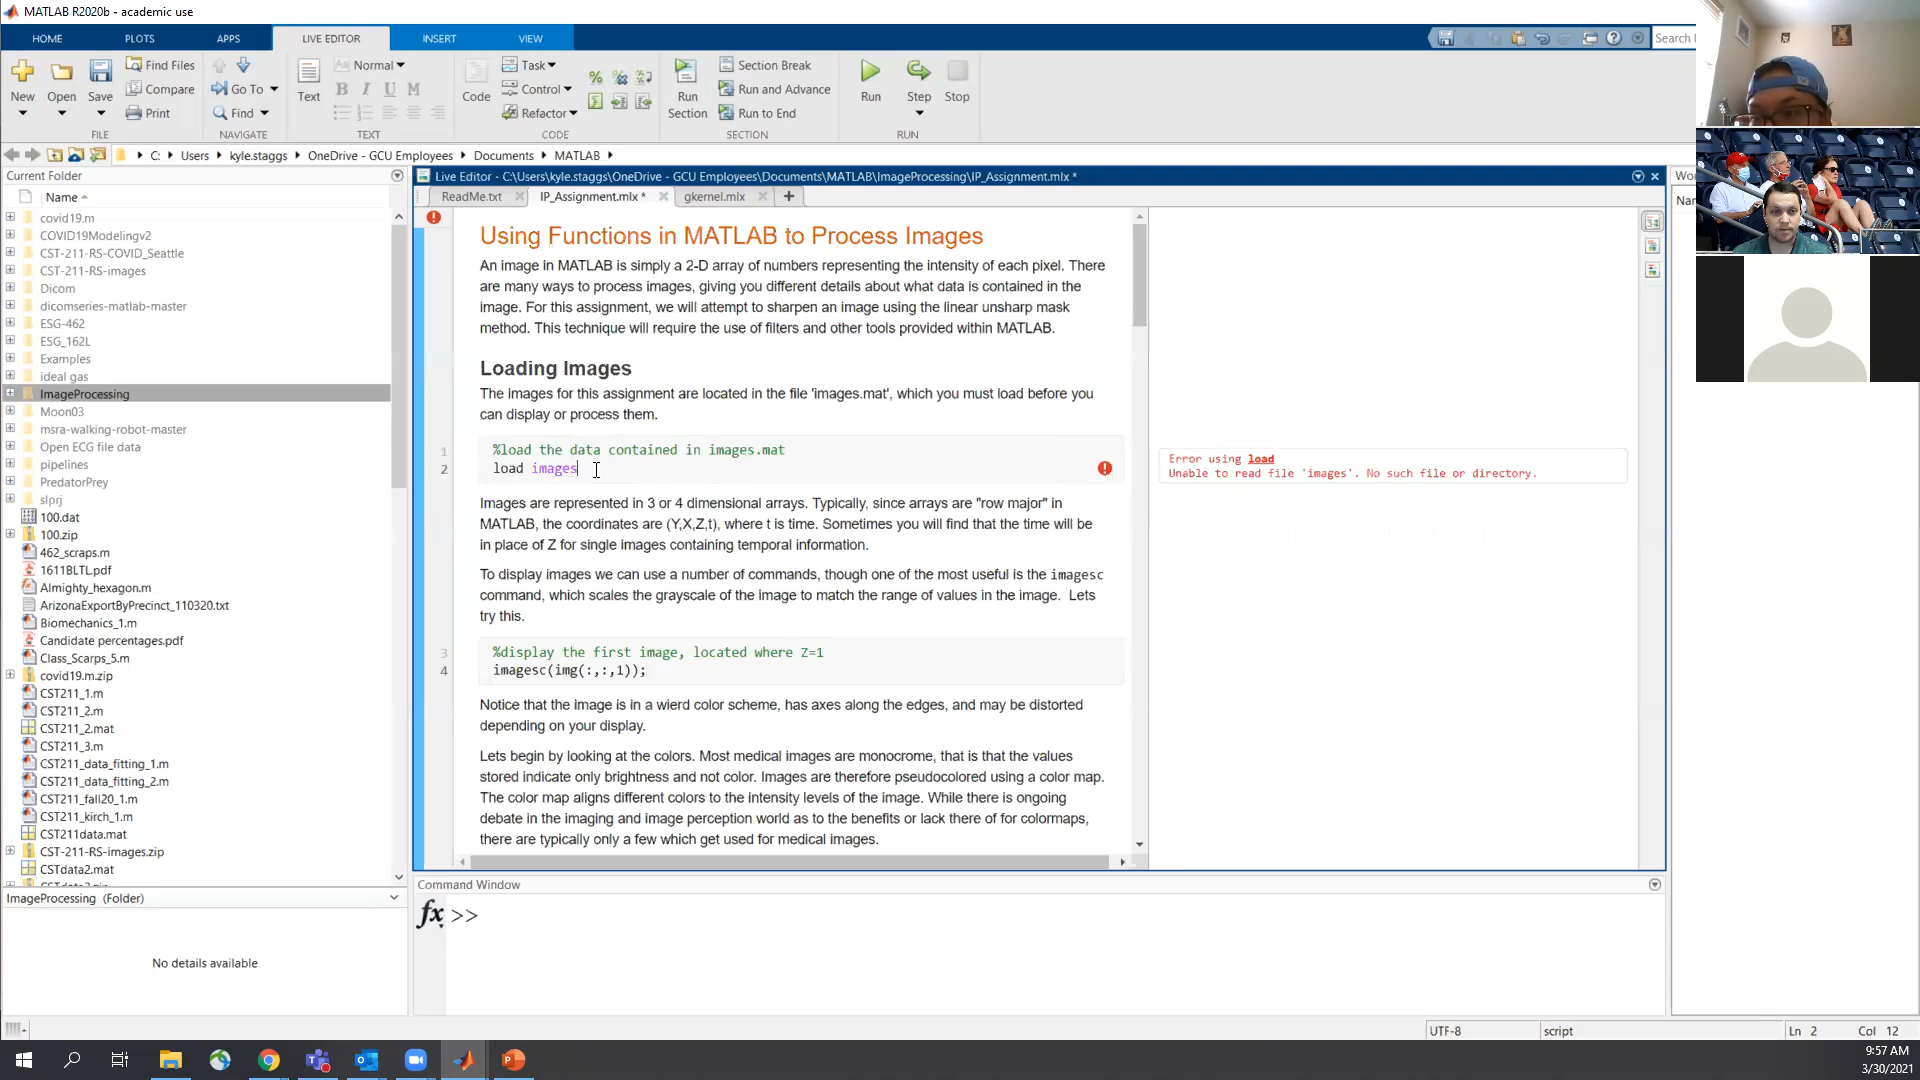 MATLAB R2020b - academic use
HOME PLOTS APPS LIVE EDITOR INSERT VIEW
New Open Save Find Files Compare Print
FILE
Go To Find
NAVIGATE
Text Normal B I U M
TEXT
Code Task Control Refactor
CODE
Run Section Section Break Run and Advance Run to End
SECTION
Run Step Stop
RUN
C: Users kyle.staggs OneDrive - GCU Employees Documents MATLAB
Current Folder
Name
covid19.m
COVID19Modelingv2
CST-211-RS-COVID_Seattle
CST-211-RS-images
Dicom
dicomseries-matlab-master
ESG-462
ESG_162L
Examples
ideal gas
ImageProcessing
Moon03
msra-walking-robot-master
Open ECG file data
pipelines
PredatorPrey
slprj
100.dat
100.zip
462_scraps.m
1611BLTL.pdf
Almighty_hexagon.m
ArizonaExportByPrecinct_110320.txt
Biomechanics_1.m
Candidate percentages.pdf
Class_Scarps_5.m
covid19.m.zip
CST211_1.m
CST211_2.m
CST211_2.mat
CST211_3.m
CST211_data_fitting_1.m
CST211_data_fitting_2.m
CST211_fall20_1.m
CST211_kirch_1.m
CST211data.mat
CST-211-RS-images.zip
CSTdata2.mat
ImageProcessing (Folder)
No details available
Live Editor - C:\Users\kyle.staggs\OneDrive - GCU Employees\Documents\MATLAB\ImageProcessing\IP_Assignment.mlx *
ReadMe.txt IP_Assignment.mlx * gkernel.mlx
Using Functions in MATLAB to Process Images
An image in MATLAB is simply a 2-D array of numbers representing the intensity of each pixel. There
are many ways to process images, giving you different details about what data is contained in the
image. For this assignment, we will attempt to sharpen an image using the linear unsharp mask
method. This technique will require the use of filters and other tools provided within MATLAB.
Loading Images
The images for this assignment are located in the file 'images.mat', which you must load before you
can display or process them.
1 %load the data contained in images.mat
2 load images
Images are represented in 3 or 4 dimensional arrays. Typically, since arrays are "row major" in
MATLAB, the coordinates are (Y,X,Z,t), where t is time. Sometimes you will find that the time will be
in place of Z for single images containing temporal information.
To display images we can use a number of commands, though one of the most useful is the imagesc
command, which scales the grayscale of the image to match the range of values in the image. Lets
try this.
3 %display the first image, located where Z=1
4 imagesc(img(:,:,1));
Notice that the image is in a wierd color scheme, has axes along the edges, and may be distorted
depending on your display.
Lets begin by looking at the colors. Most medical images are monocrome, that is that the values
stored indicate only brightness and not color. Images are therefore pseudocolored using a color map.
The color map aligns different colors to the intensity levels of the image. While there is ongoing
debate in the imaging and image perception world as to the benefits or lack there of for colormaps,
there are typically only a few which get used for medical images.
Error using load
Unable to read file 'images'. No such file or directory.
Command Window
fx >>
UTF-8 script Ln 2 Col 12
9:57 AM
3/30/2021